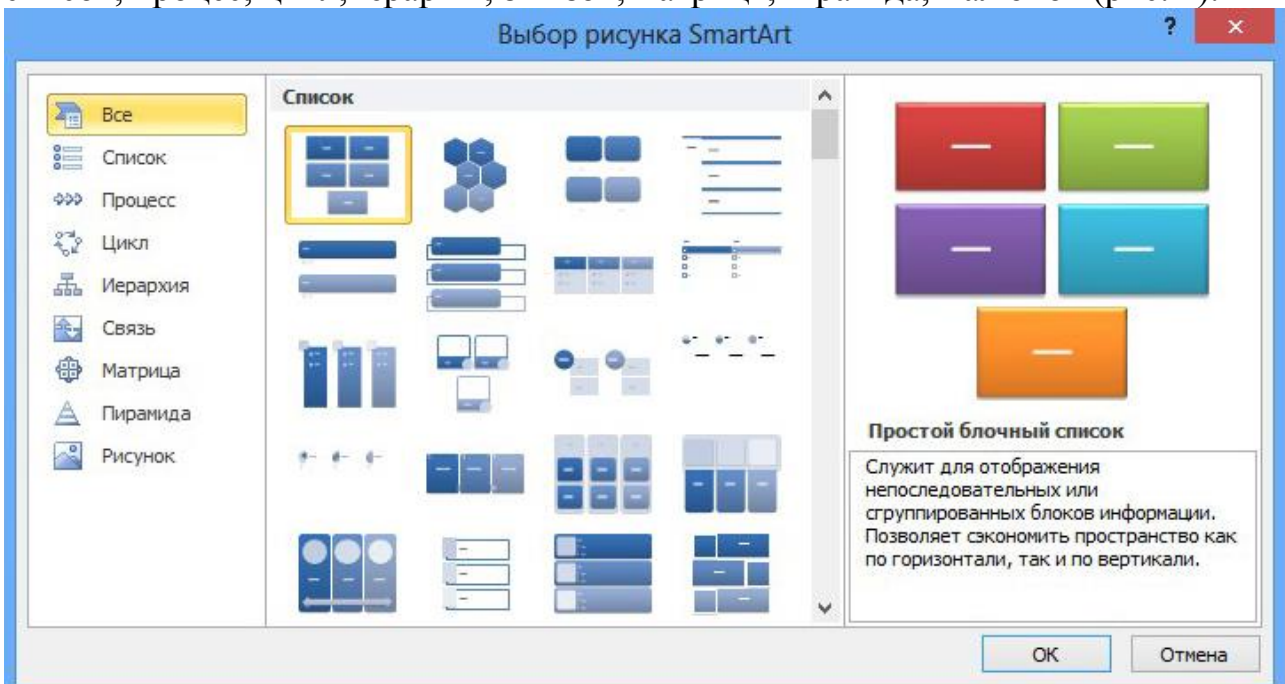 Выбор рисунка SmartArt
?
Все
Список
Процесс
Цикл
Иерархия
Связь
Матрица
Пирамида
Рисунок
Список
Простой блочный список
Служит для отображения
непоследовательных или
сгруппированных блоков информации.
Позволяет сэкономить пространство как
по горизонтали, так и по вертикали.
ОК
Отмена